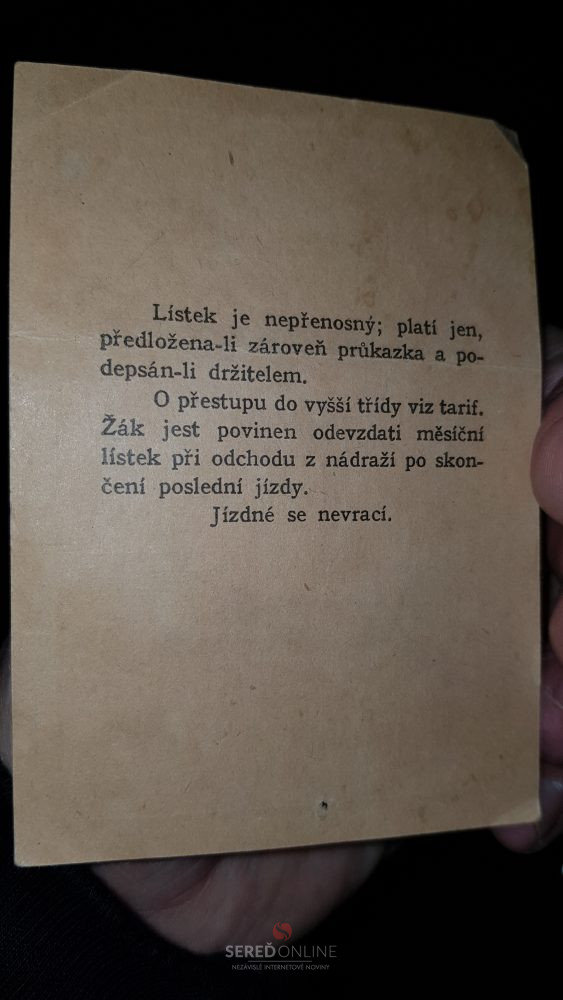 Lístek je nepřenosný; platí jen,
předložena-li zároveň průkazka a po-
depsán-li držitelem.
O přestupu do vyšší třídy viz tarif.
Žák jest povinen odevzdati měsíční
lístek při odchodu z nádraží po skon-
čení poslední jízdy.
Jízdné se nevrací.
SEREĎONLINE
NEZÁVISLÉ INTERNETOVÉ NOVINY